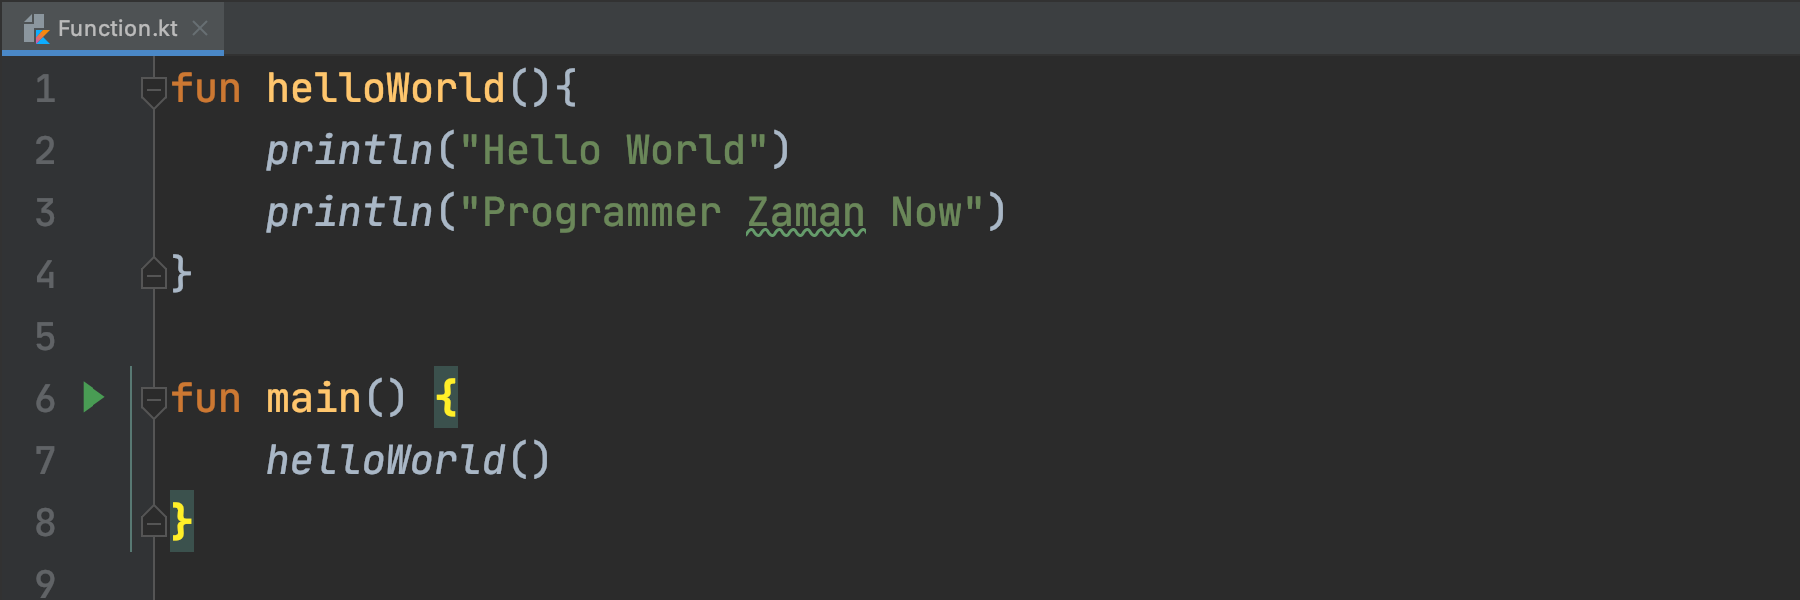 Function.kt
1 fun helloWorld(){
2     println("Hello World")
3     println("Programmer Zaman Now")
4 }
5
6 fun main() {
7     helloWorld()
8 }
9